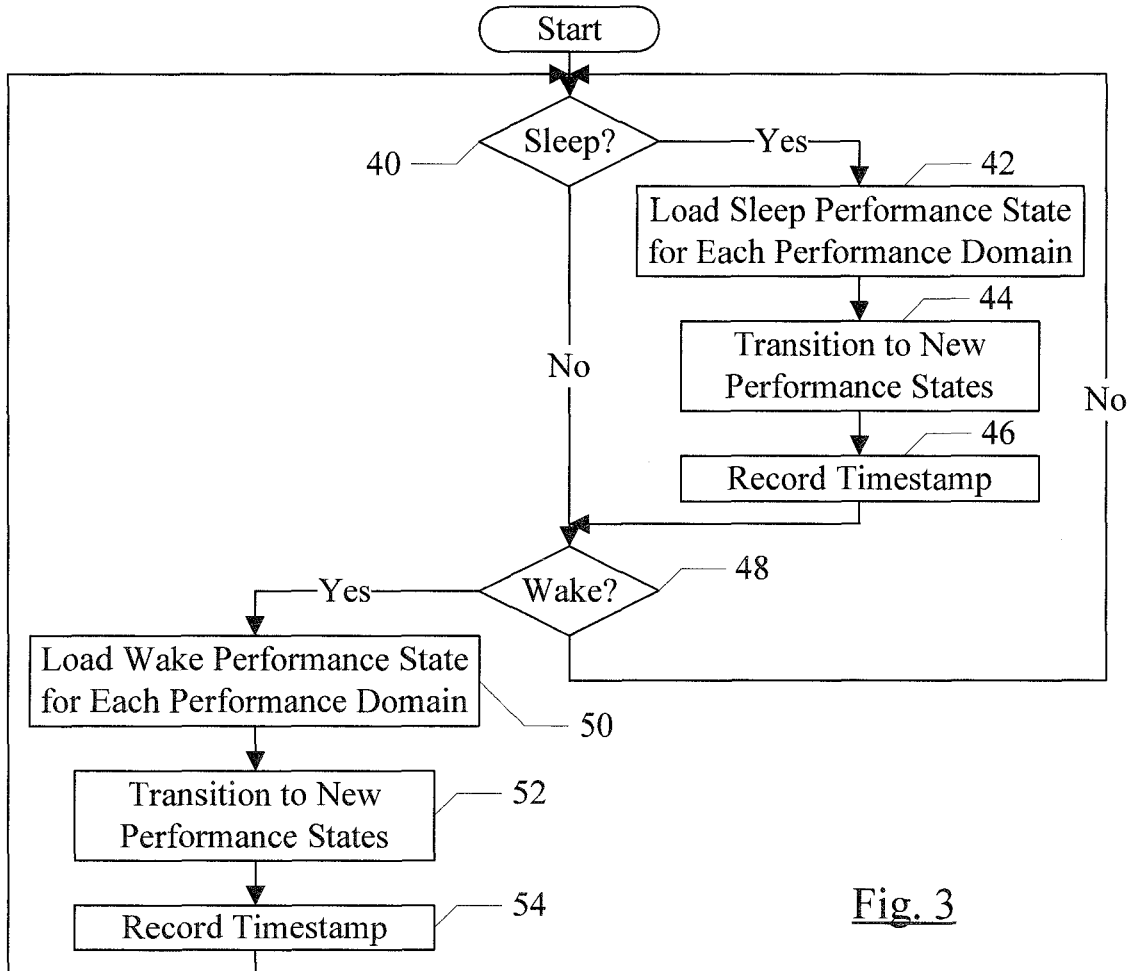 Start
Sleep?
40
Yes
42
Load Sleep Performance State
for Each Performance Domain
44
Transition to New
Performance States
No
No
46
Record Timestamp
Wake?
48
Yes
Load Wake Performance State
for Each Performance Domain
50
Transition to New
Performance States
52
54
Record Timestamp
Fig. 3